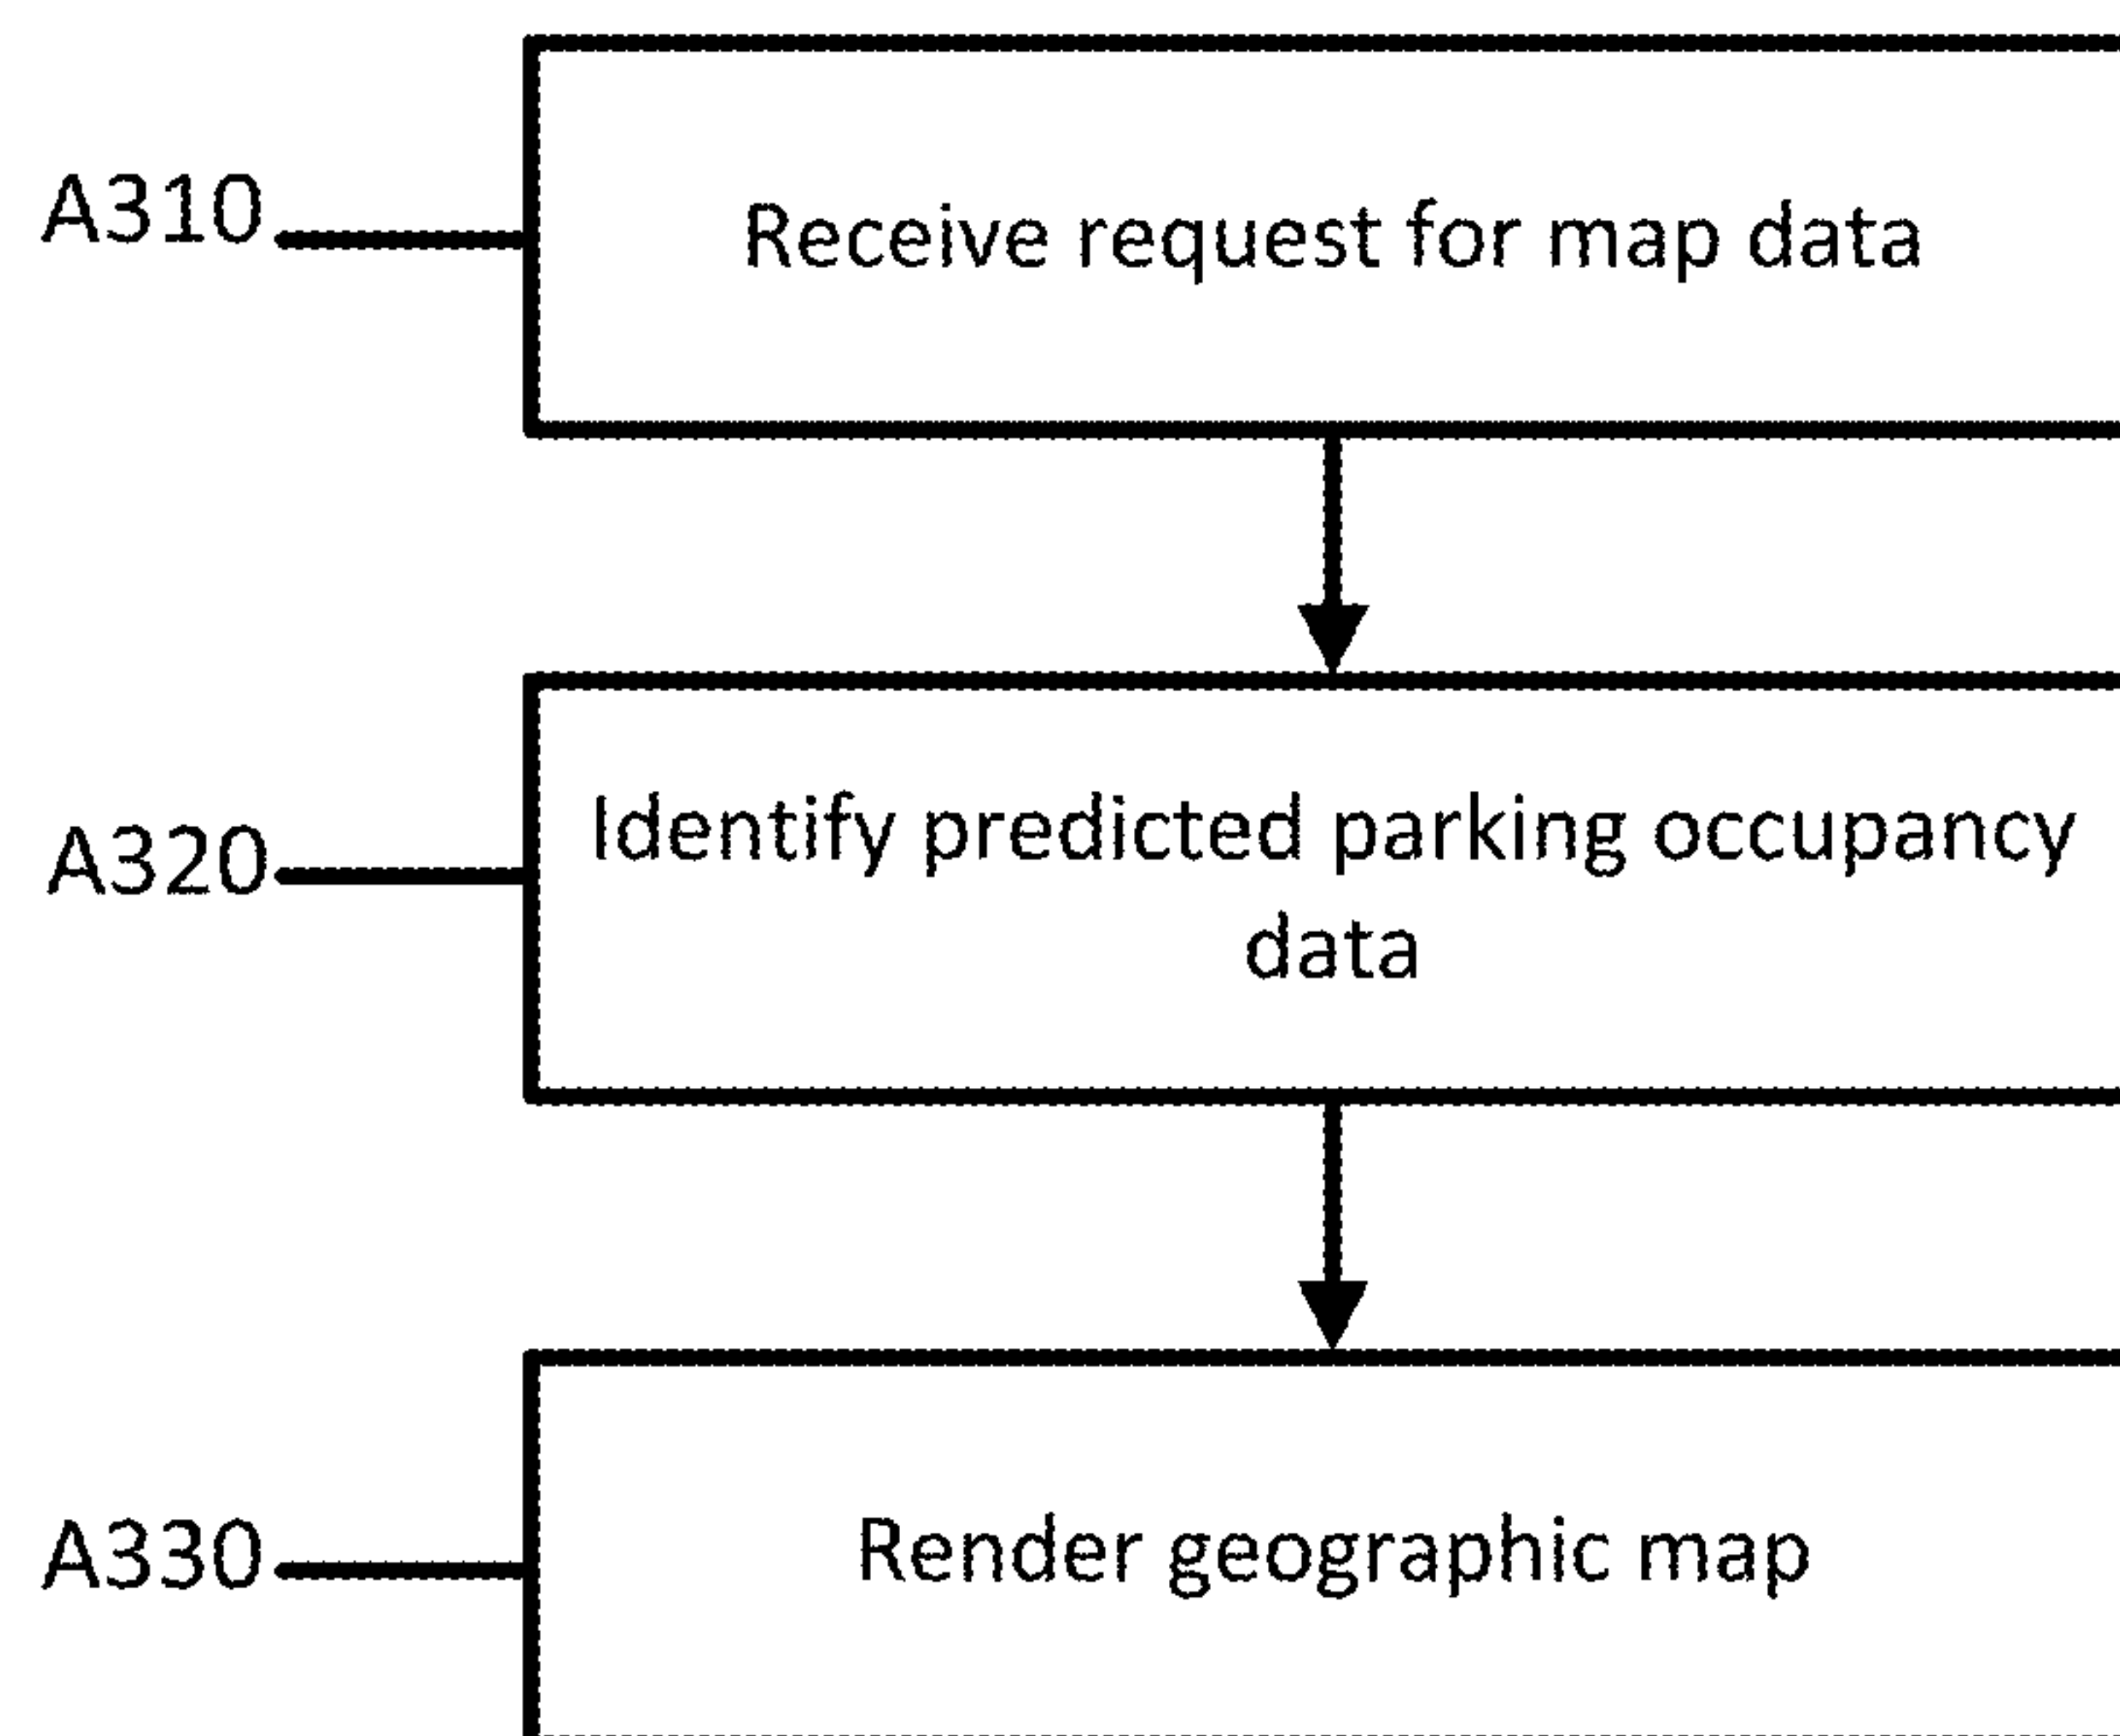 A310
Receive request for map data
A320
Identify predicted parking occupancy
data
A330
Render geographic map